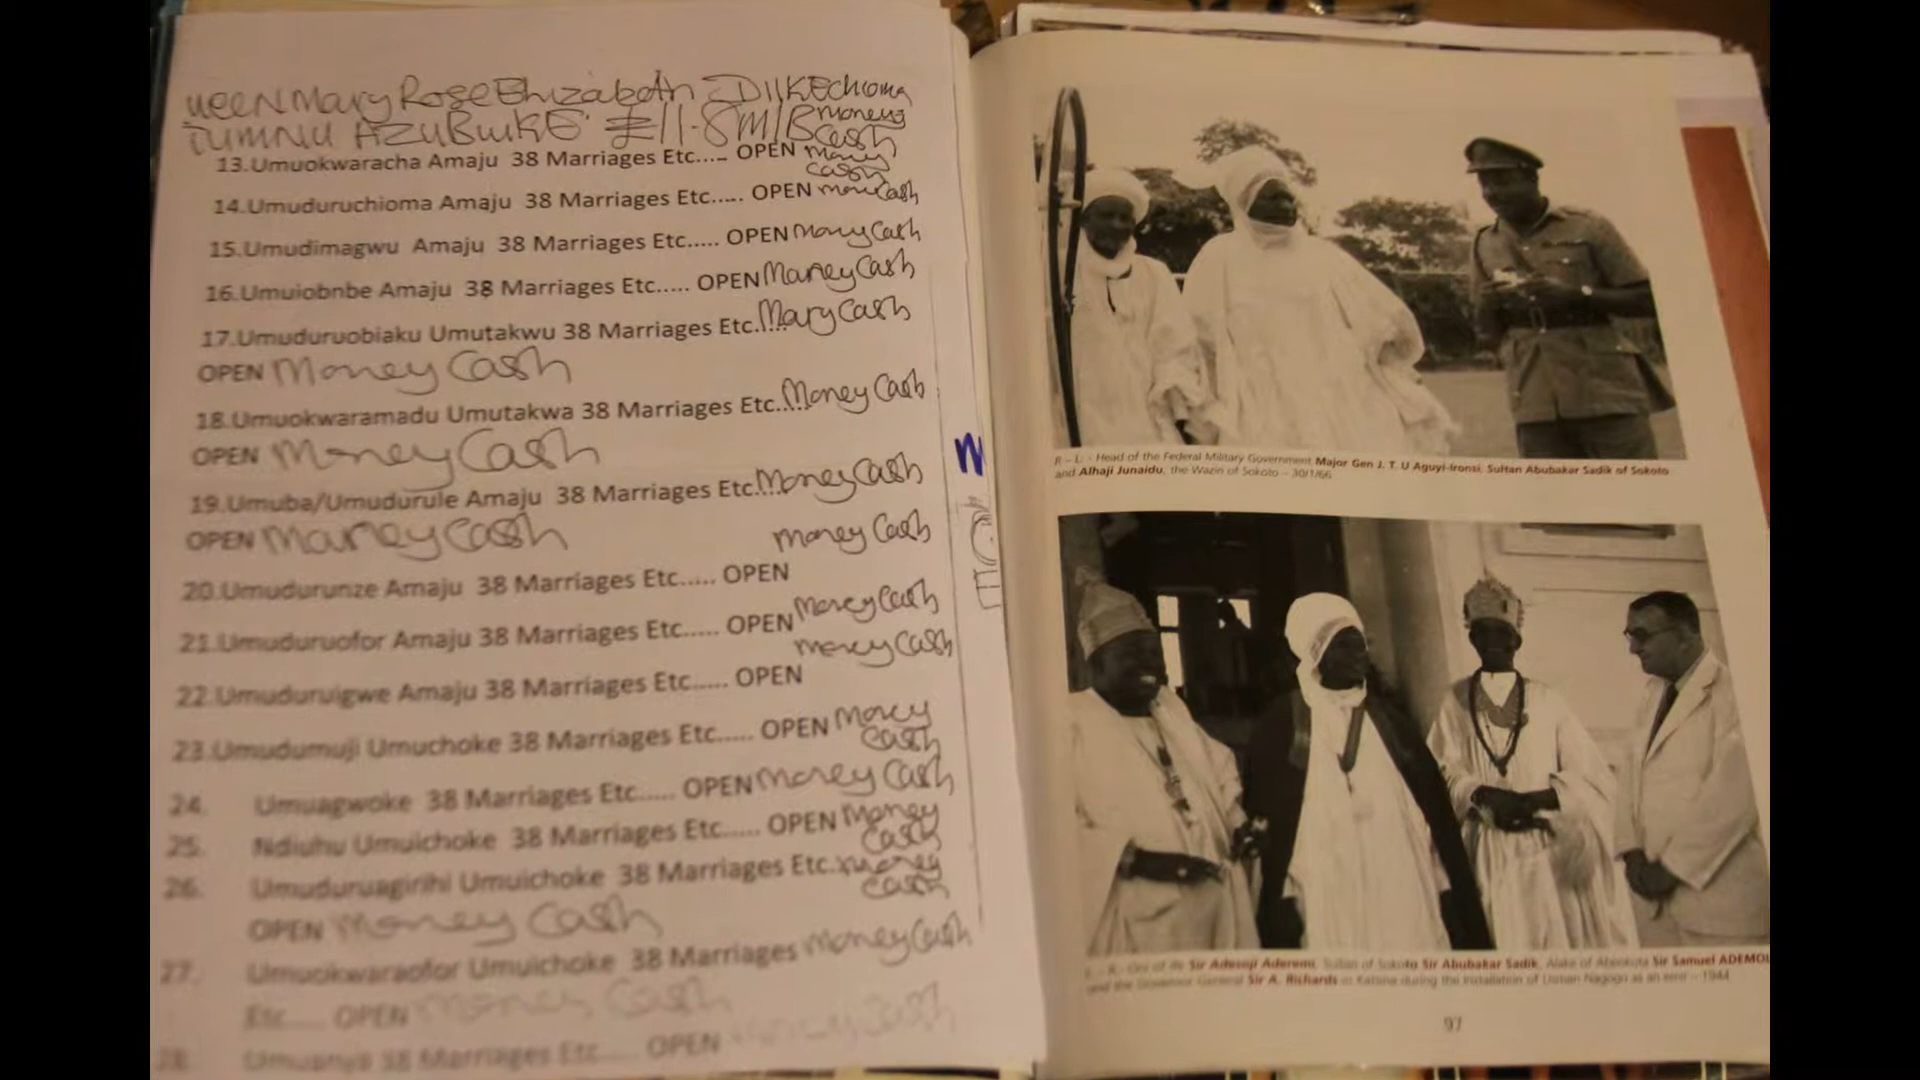 ueen Mary Rose Elizabeth DIIKEchioma
TUMNU AZUBUIKE £11.8M/B moneys
cash
13.Umuokwaracha Amaju 38 Marriages Etc..... OPEN money
cash
14.Umuduruchioma Amaju 38 Marriages Etc..... OPEN money Cash
15.Umudimagwu Amaju 38 Marriages Etc..... OPEN Money Cash
16.Umuiobnbe Amaju 38 Marriages Etc..... OPEN Money Cash
17.Umuduruobiaku Umutakwu 38 Marriages Etc..... Mary Cash
OPEN Money Cash
18.Umuokwaramadu Umutakwa 38 Marriages Etc..... Money Cash
OPEN Money Cash
19.Umuba/Umudurule Amaju 38 Marriages Etc..... Money Cash
OPEN Money Cash
money Cash
20.Umudurunze Amaju 38 Marriages Etc..... OPEN
21.Umuduruofor Amaju 38 Marriages Etc..... OPEN Money Cash
money Cash
22.Umuduruigwe Amaju 38 Marriages Etc..... OPEN
23.Umudumuji Umuchoke 38 Marriages Etc..... OPEN Money
Cash
24. Umuagwoke 38 Marriages Etc..... OPEN Money Cash
25. Ndiuhu Umuichoke 38 Marriages Etc..... OPEN Money
Cash
26. Umuduruagirihi Umuichoke 38 Marriages Etc. money
cash
OPEN Money Cash
27. Umuokwaraofor Umuichoke 38 Marriages Money Cash
Etc..... OPEN Money Cash
28. 38 Marriages Etc..... OPEN
R – L - Head of the Federal Military Government Major Gen J. T. U Aguyi-Ironsi, Sultan Abubakar Sadik of Sokoto
and Alhaji Junaidu, the Waziri of Sokoto – 30/1/66
L - R - Oni of Ife Sir Adesoji Aderemi, Sultan of Sokoto Sir Abubakar Sadik, Alake of Abeokuta Sir Samuel ADEMOL
and the Governor General Sir A. Richards in Katsina during the installation of Usman Nagogo as an emir – 1944
97